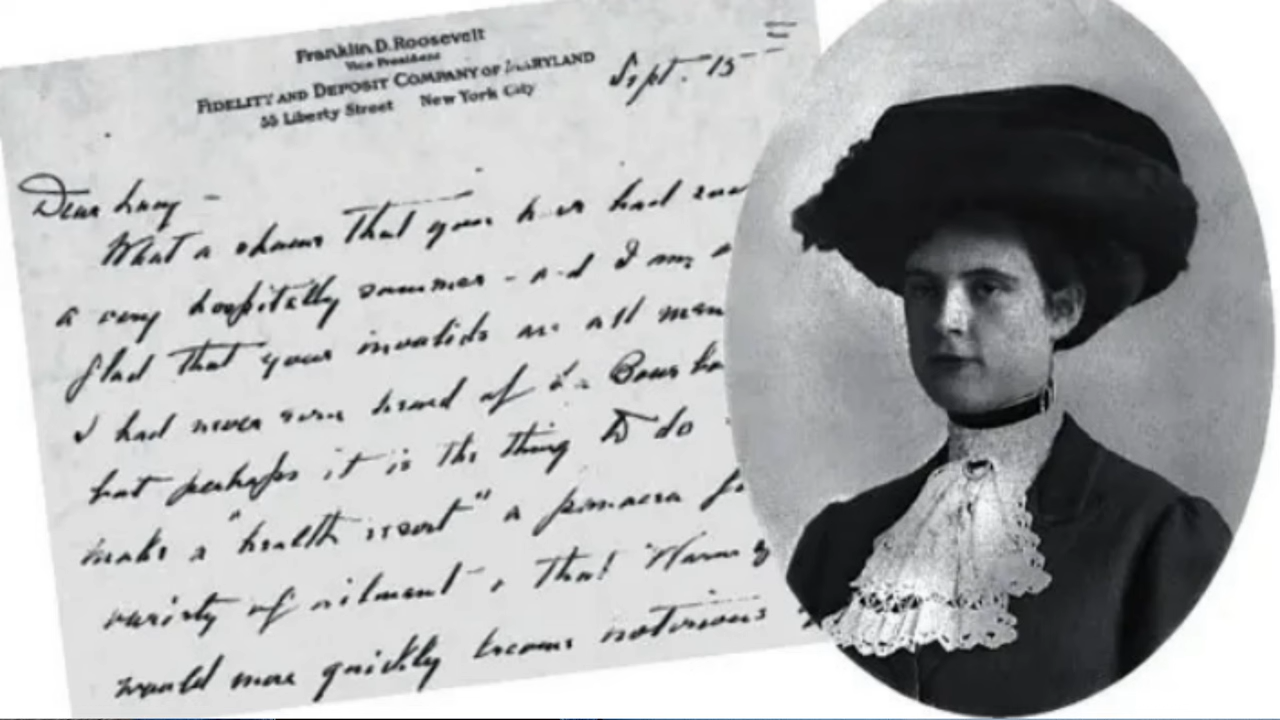 Franklin D. Roosevelt
Vice President
FIDELITY AND DEPOSIT COMPANY OF MARYLAND
55 Liberty Street New York City
Sept. 15
Dear Lucy -
What a shame that you have had
a very hospitally summer - and I am
glad that your invalids are all
I had never even heard of the
but perhaps it is the thing to do
make a "health resort" a panacea
variety of ailments, that Warm
would more quickly become notorious